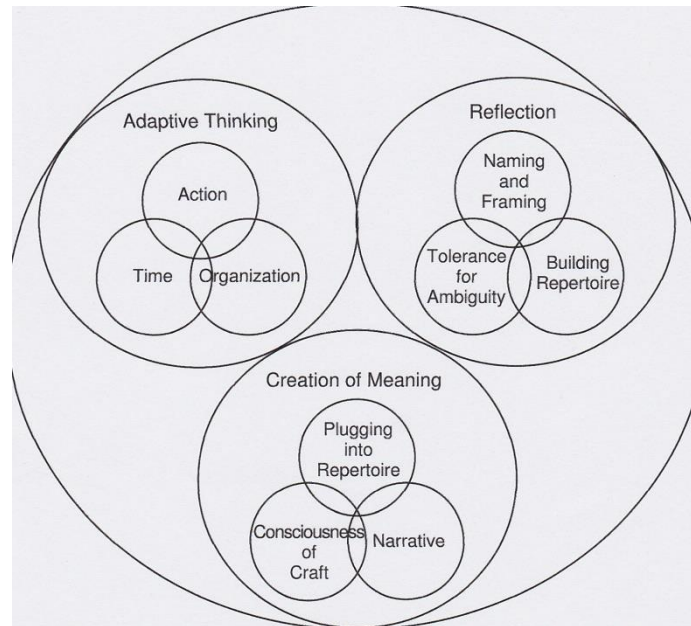 Adaptive Thinking
Action
Time
Organization
Reflection
Naming
and
Framing
Tolerance
for
Ambiguity
Building
Repertoire
Creation of Meaning
Plugging
into
Repertoire
Consciousness
of
Craft
Narrative